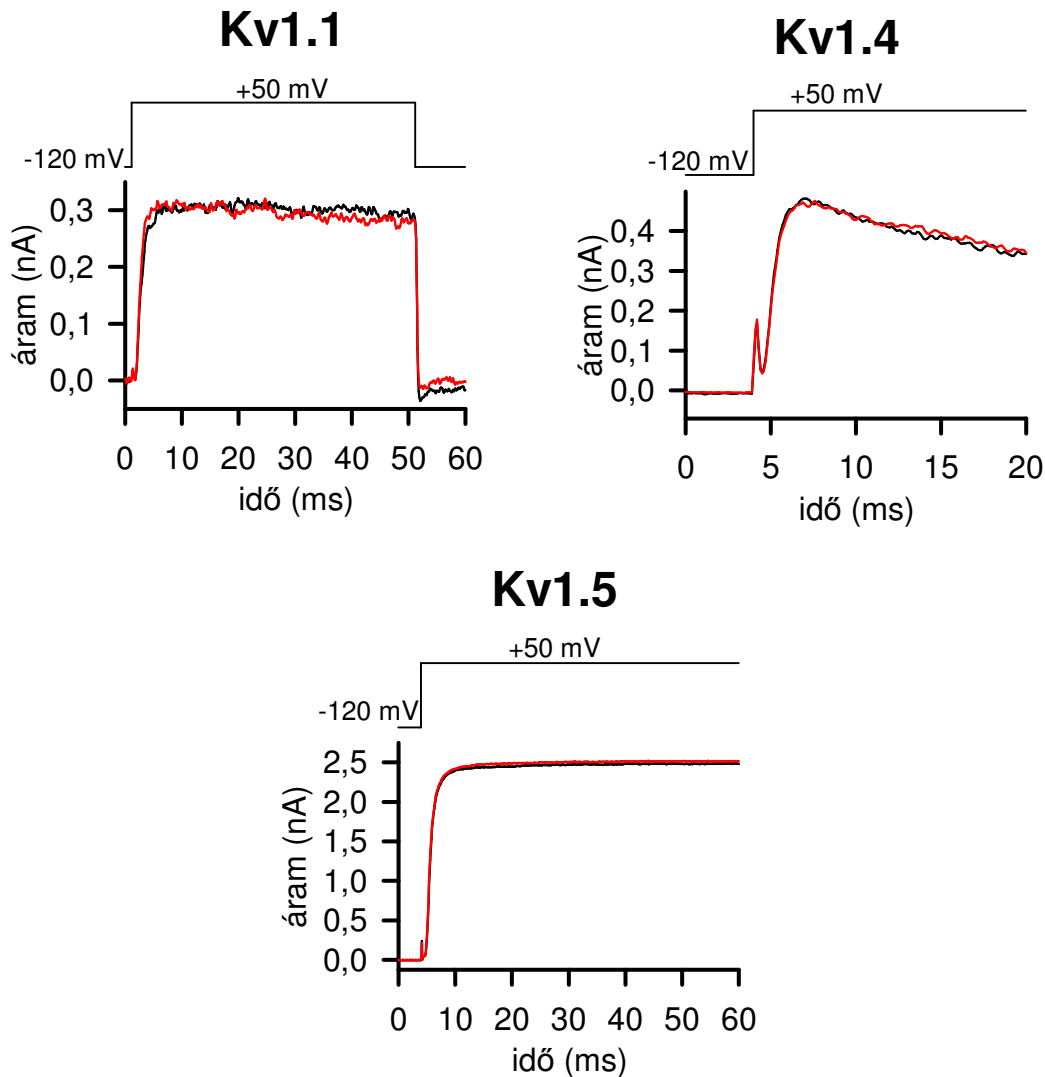 Kv1.1
+50 mV
-120 mV
0,3
0,2
0,1
0,0
áram (nA)
0 10 20 30 40 50 60
idő (ms)
Kv1.4
+50 mV
-120 mV
0,4
0,3
0,2
0,1
0,0
áram (nA)
0 5 10 15 20
idő (ms)
Kv1.5
+50 mV
-120 mV
2,5
2,0
1,5
1,0
0,5
0,0
áram (nA)
0 10 20 30 40 50 60
idő (ms)